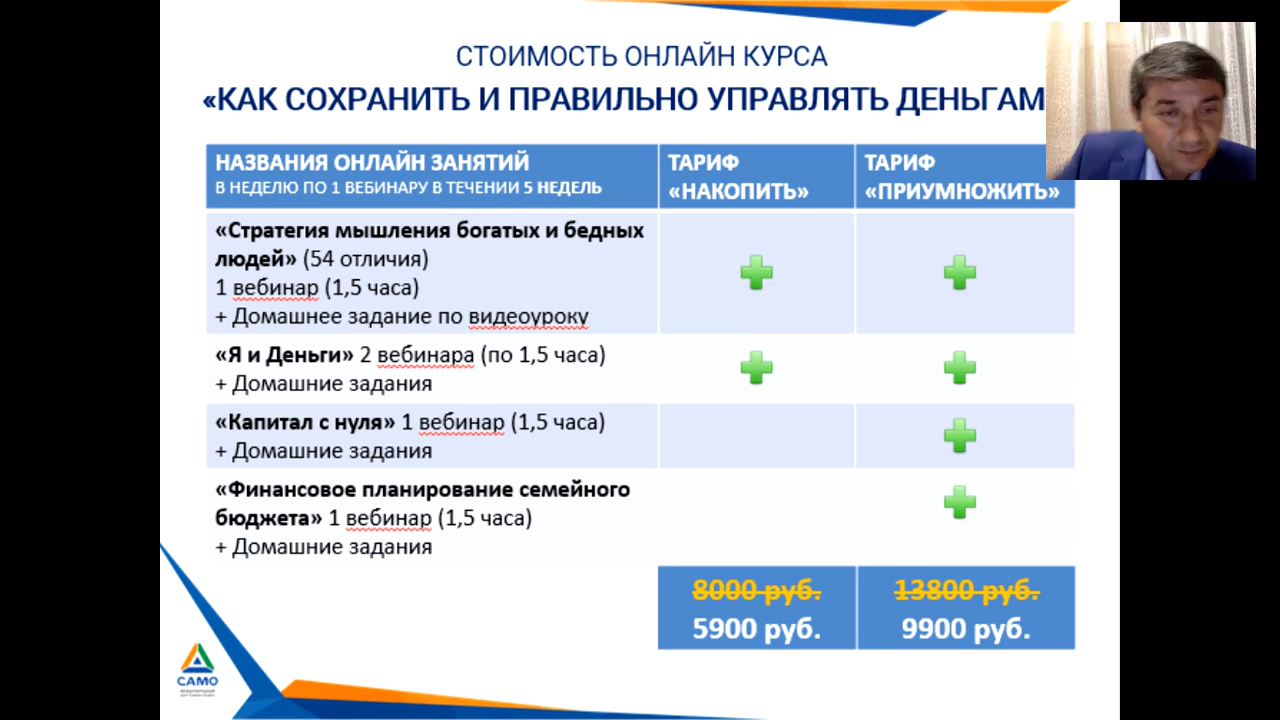 СТОИМОСТЬ ОНЛАЙН КУРСА
«КАК СОХРАНИТЬ И ПРАВИЛЬНО УПРАВЛЯТЬ ДЕНЬГАМ
НАЗВАНИЯ ОНЛАЙН ЗАНЯТИЙ
В НЕДЕЛЮ ПО 1 ВЕБИНАРУ В ТЕЧЕНИИ 5 НЕДЕЛЬ
ТАРИФ
«НАКОПИТЬ»
ТАРИФ
«ПРИУМНОЖИТЬ»
«Стратегия мышления богатых и бедных
людей» (54 отличия)
1 вебинар (1,5 часа)
+ Домашнее задание по видеоуроку
«Я и Деньги» 2 вебинара (по 1,5 часа)
+ Домашние задания
«Капитал с нуля» 1 вебинар (1,5 часа)
+ Домашние задания
«Финансовое планирование семейного
бюджета» 1 вебинар (1,5 часа)
+ Домашние задания
8000 руб.
5900 руб.
13800 руб.
9900 руб.
САМО